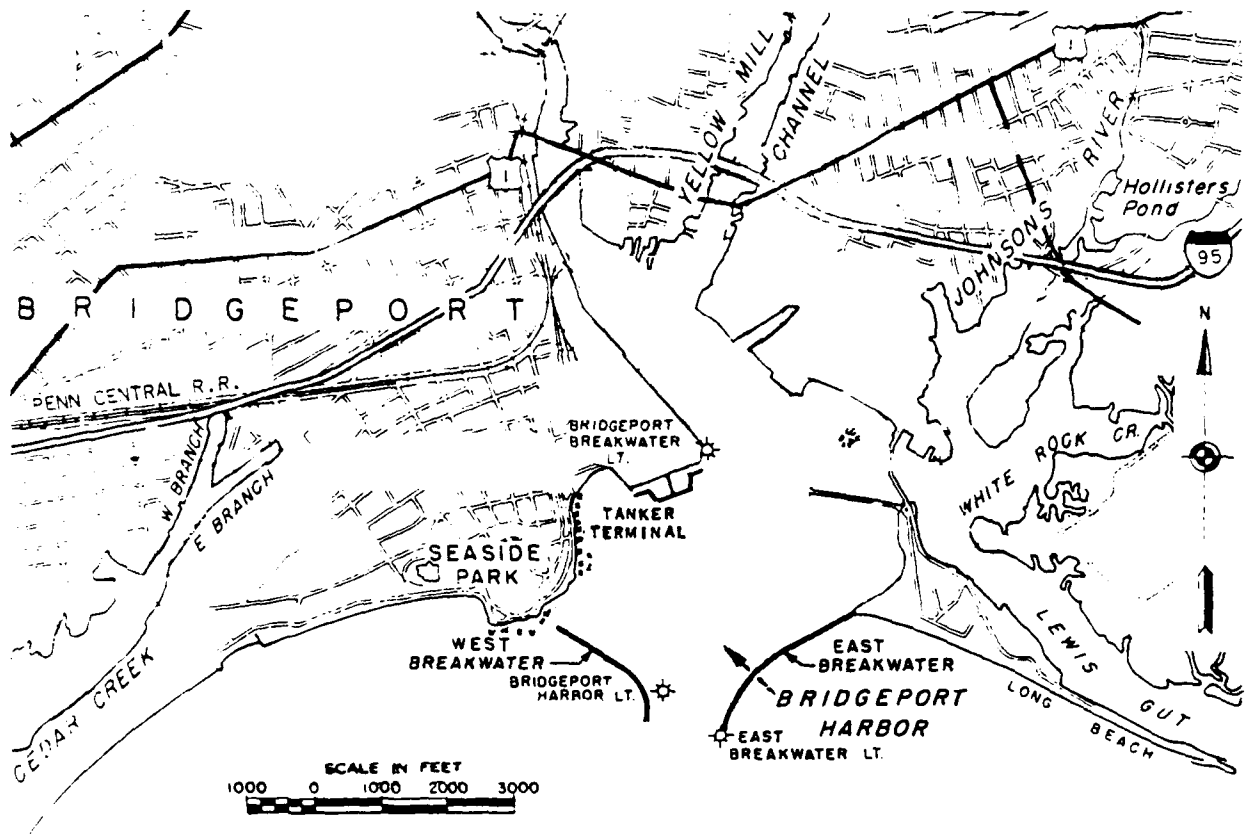 YELLOW MILL
CHANNEL
1
1
RIVER
Hollisters
Pond
JOHNSONS
95
BRIDGEPORT
N
PENN CENTRAL R.R.
BRIDGEPORT
BREAKWATER
LT.
W BRANCH
E BRANCH
WHITE ROCK CR.
TANKER
TERMINAL
SEASIDE
PARK
WEST
BREAKWATER
BRIDGEPORT
HARBOR LT.
EAST
BREAKWATER
BRIDGEPORT
HARBOR
LEWIS GUT
LONG BEACH
EAST
BREAKWATER LT.
CEDAR CREEK
SCALE IN FEET
1000 0 1000 2000 3000